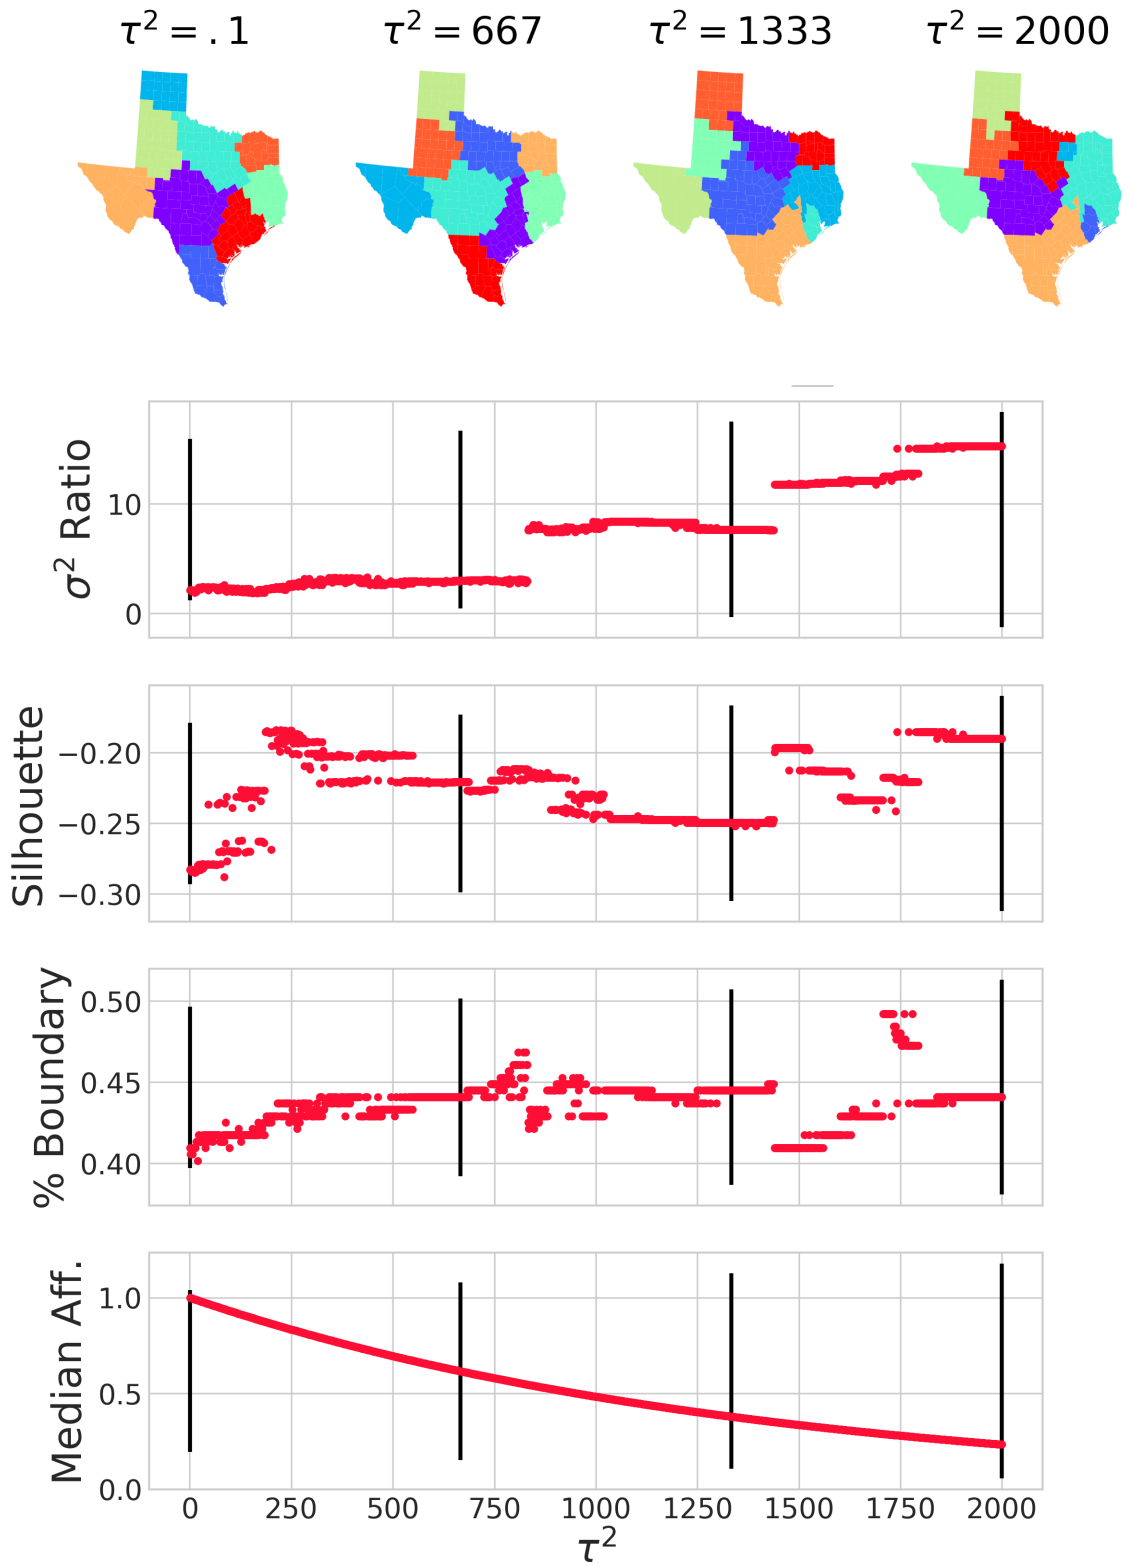 τ² = .1 τ² = 667 τ² = 1333 τ² = 2000
σ² Ratio
10
0
Silhouette
−0.20
−0.25
−0.30
% Boundary
0.50
0.45
0.40
Median Aff.
1.0
0.5
0.0
0 250 500 750 1000 1250 1500 1750 2000
τ²